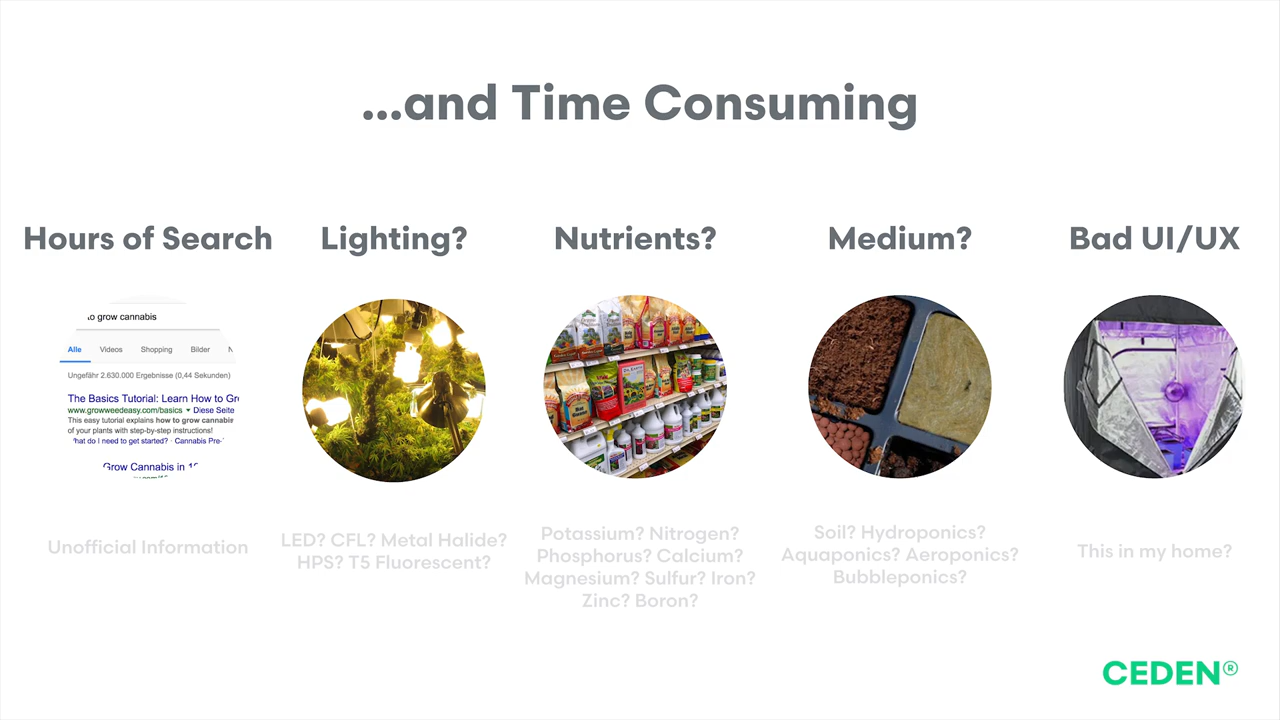 ...and Time Consuming
Hours of Search
Lighting?
Nutrients?
Medium?
Bad UI/UX
to grow cannabis
Alle Videos Shopping Bilder
Ungefähr 2.630.000 Ergebnisse (0,44 Sekunden)
The Basics Tutorial: Learn How to
www.growweedeasy.com/basics ▾ Diese Seite
This easy tutorial explains how to grow cannabis
of your plants with step-by-step instructions!
What do I need to get started? · Cannabis
Grow Cannabis in
Unofficial Information
LED? CFL? Metal Halide?
HPS? T5 Fluorescent?
Potassium? Nitrogen?
Phosphorus? Calcium?
Magnesium? Sulfur? Iron?
Zinc? Boron?
Soil? Hydroponics?
Aquaponics? Aeroponics?
Bubbleponics?
This in my home?
CEDEN®